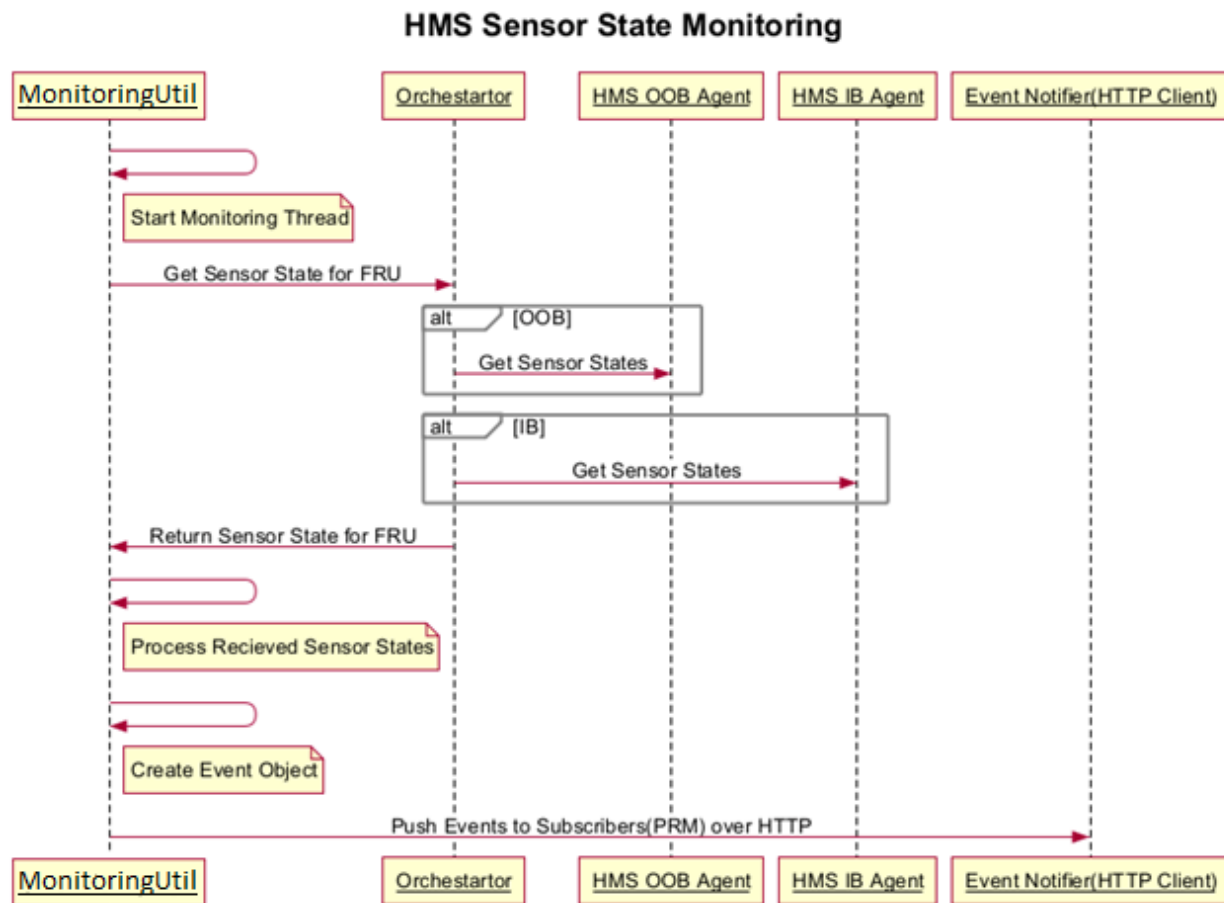 HMS Sensor State Monitoring
MonitoringUtil
Orchestartor
HMS OOB Agent
HMS IB Agent
Event Notifier(HTTP Client)
Start Monitoring Thread
Get Sensor State for FRU
alt [OOB]
Get Sensor States
alt [IB]
Get Sensor States
Return Sensor State for FRU
Process Recieved Sensor States
Create Event Object
Push Events to Subscribers(PRM) over HTTP
MonitoringUtil
Orchestartor
HMS OOB Agent
HMS IB Agent
Event Notifier(HTTP Client)